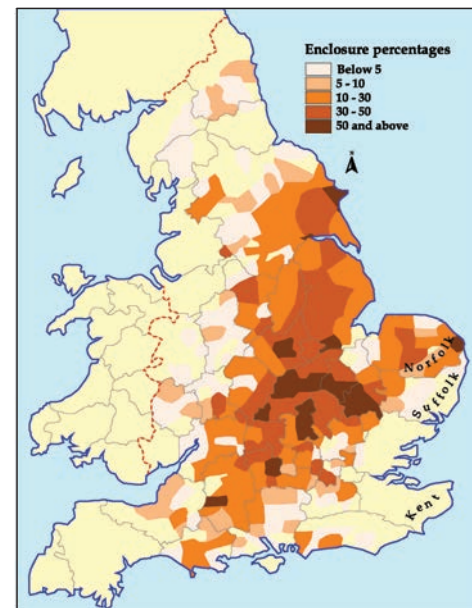 Enclosure percentages
Below 5
5 - 10
10 - 30
30 - 50
50 and above
Norfolk
Suffolk
Kent